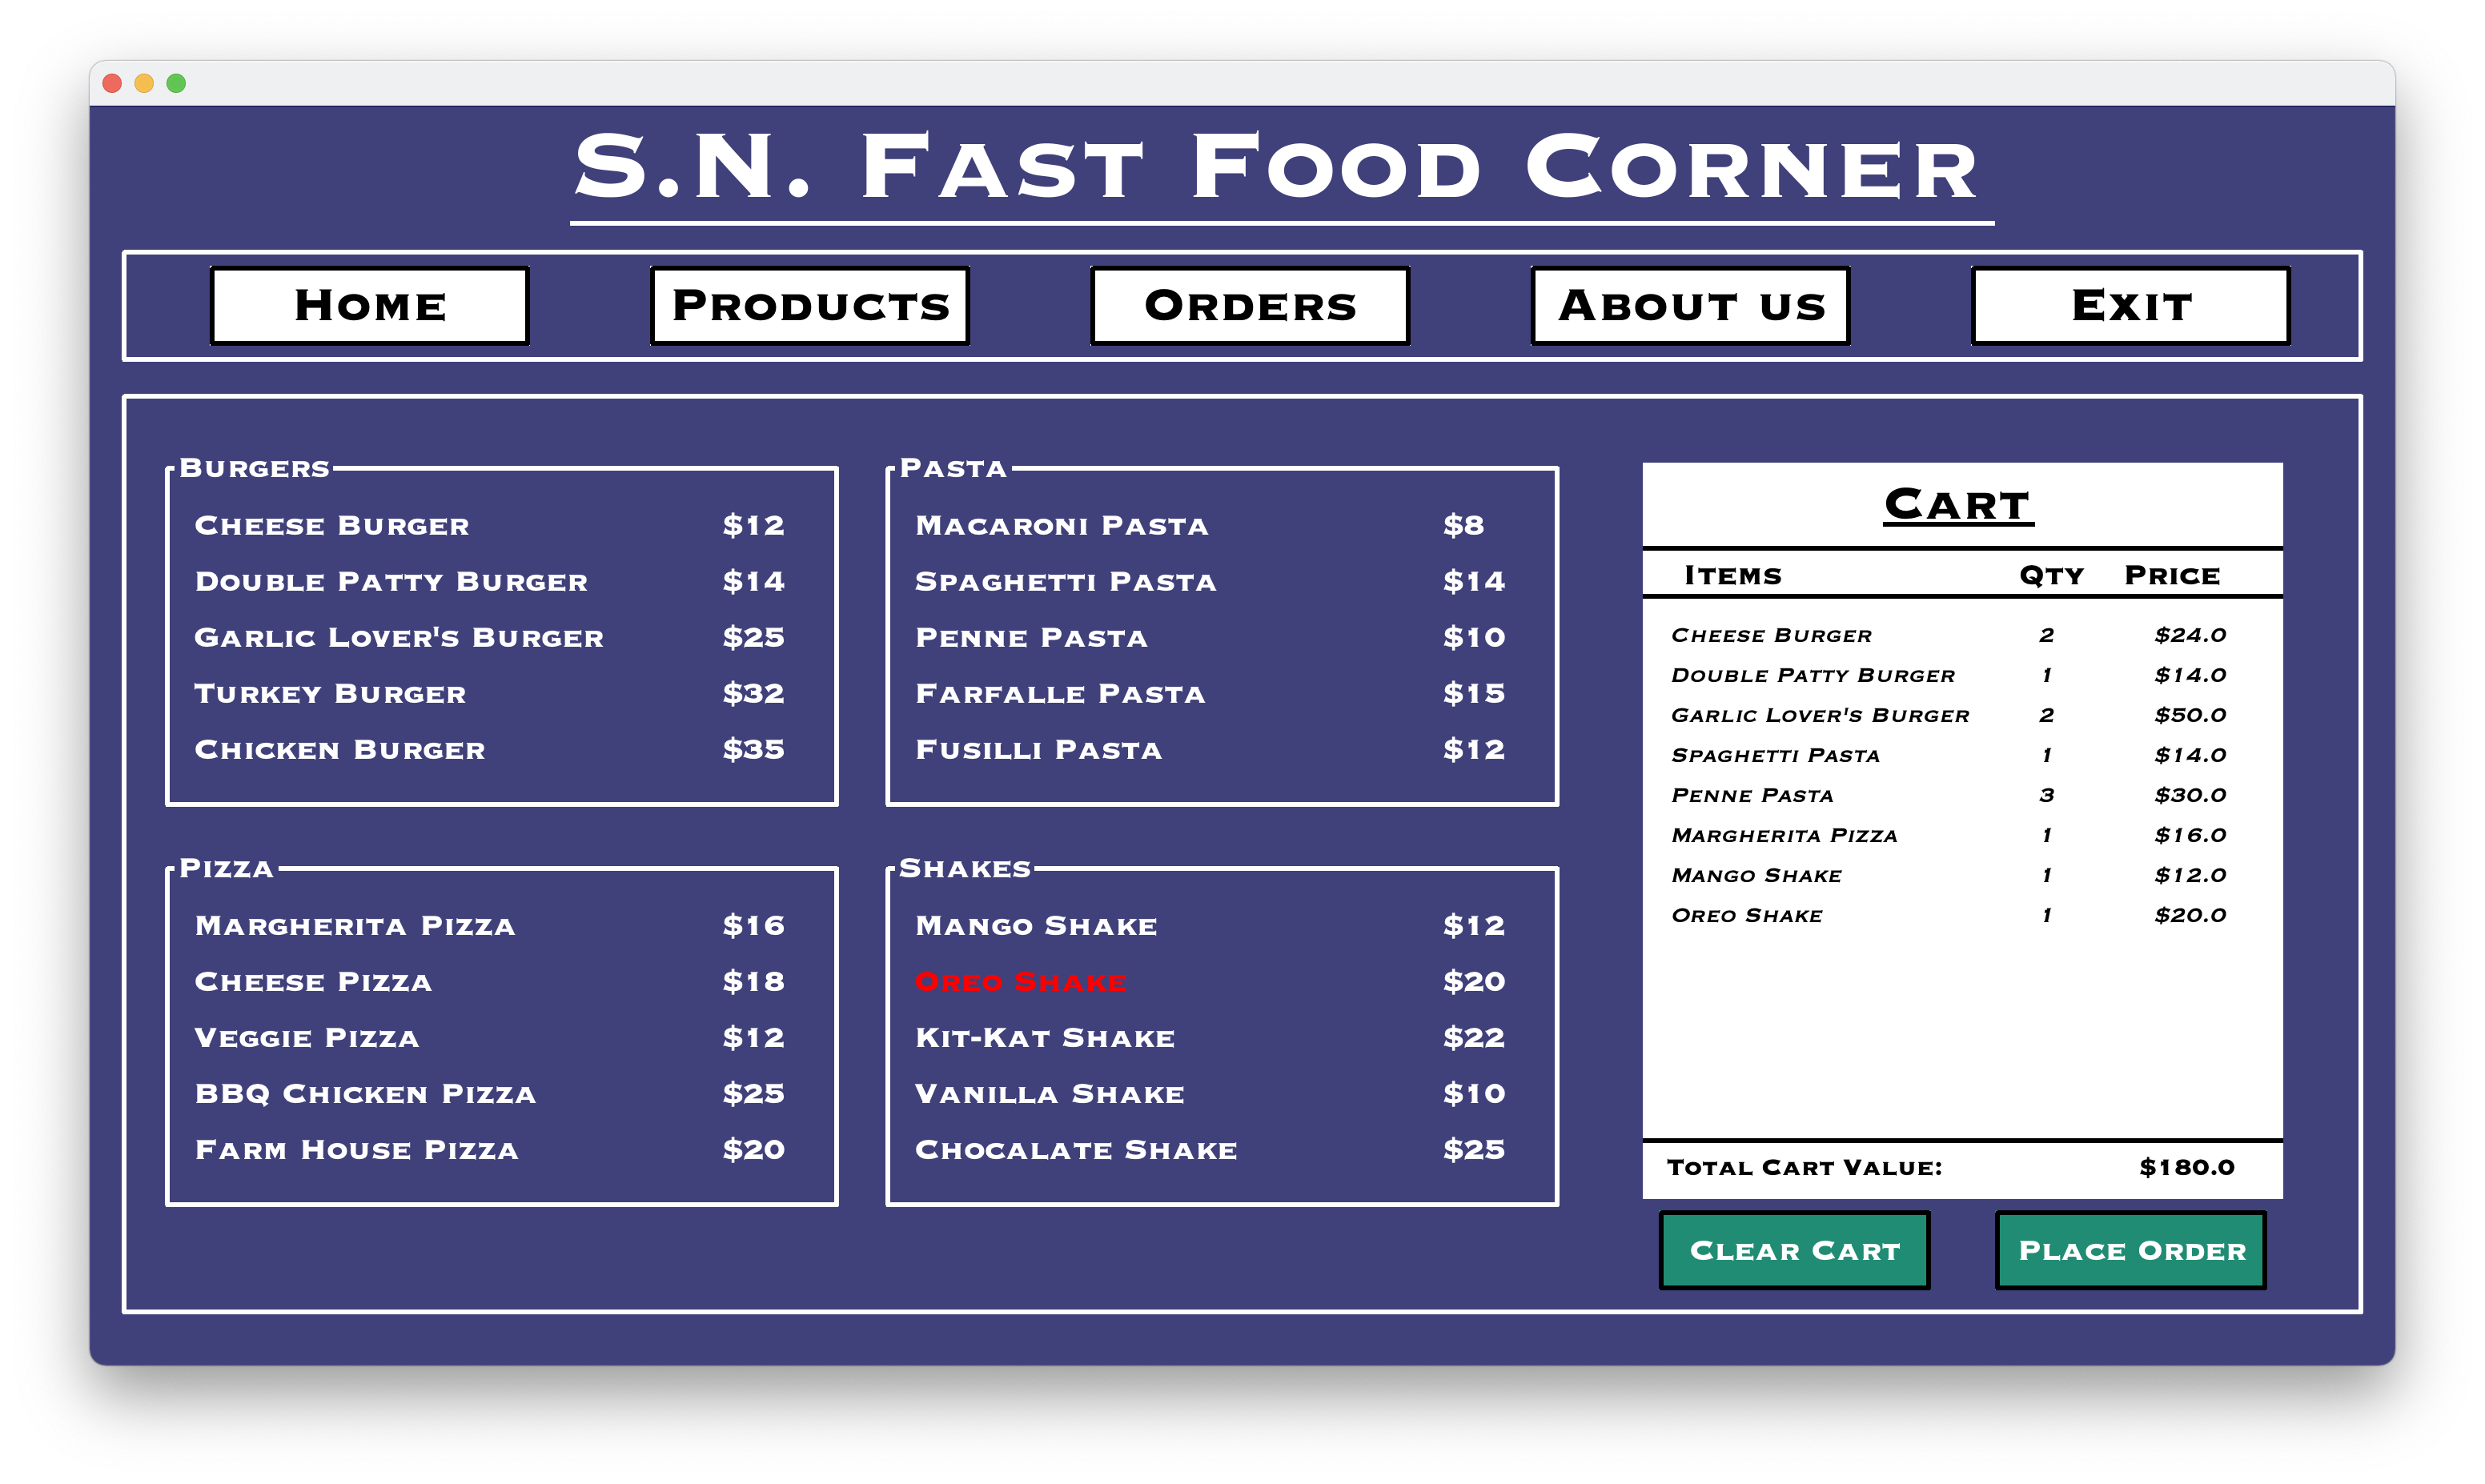 S.N. Fast Food Corner
Home Products Orders About us Exit
Burgers
Cheese Burger $12
Double Patty Burger $14
Garlic Lover's Burger $25
Turkey Burger $32
Chicken Burger $35
Pasta
Macaroni Pasta $8
Spaghetti Pasta $14
Penne Pasta $10
Farfalle Pasta $15
Fusilli Pasta $12
Pizza
Margherita Pizza $16
Cheese Pizza $18
Veggie Pizza $12
BBQ Chicken Pizza $25
Farm House Pizza $20
Shakes
Mango Shake $12
Oreo Shake $20
Kit-Kat Shake $22
Vanilla Shake $10
Chocalate Shake $25
Cart
Items Qty Price
Cheese Burger 2 $24.0
Double Patty Burger 1 $14.0
Garlic Lover's Burger 2 $50.0
Spaghetti Pasta 1 $14.0
Penne Pasta 3 $30.0
Margherita Pizza 1 $16.0
Mango Shake 1 $12.0
Oreo Shake 1 $20.0
Total Cart Value: $180.0
Clear Cart Place Order